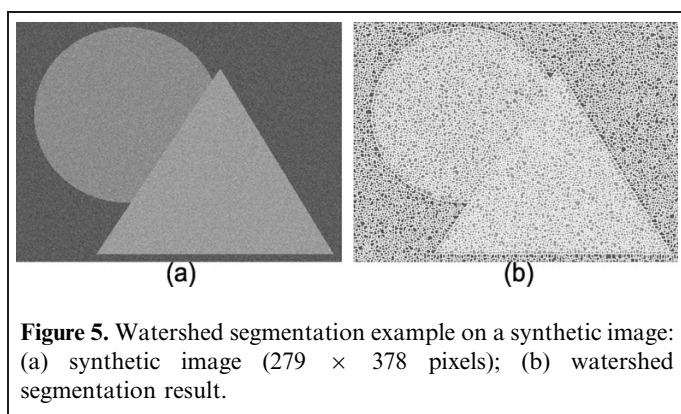 (a) (b)
Figure 5. Watershed segmentation example on a synthetic image:
(a) synthetic image (279 × 378 pixels); (b) watershed
segmentation result.